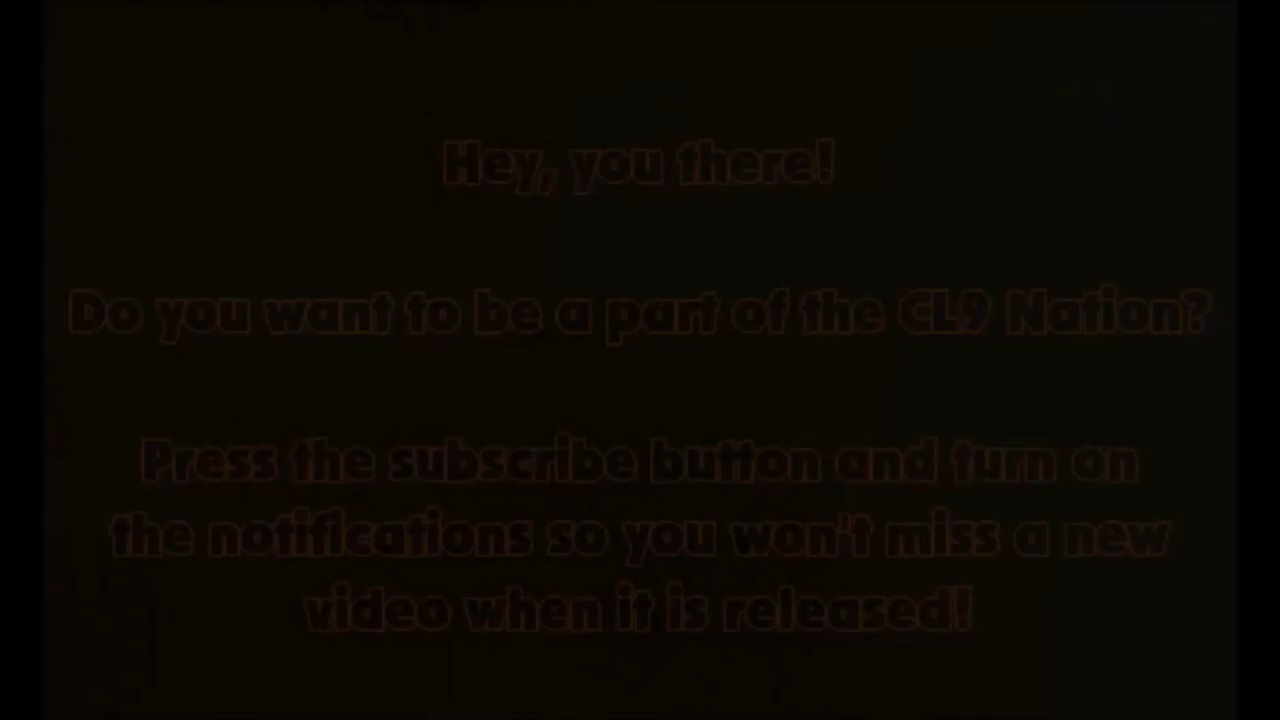 Hey, you there!
Do you want to be a part of the CL9 Nation?
Press the subscribe button and turn on
the notifications so you won't miss a new
video when it is released!